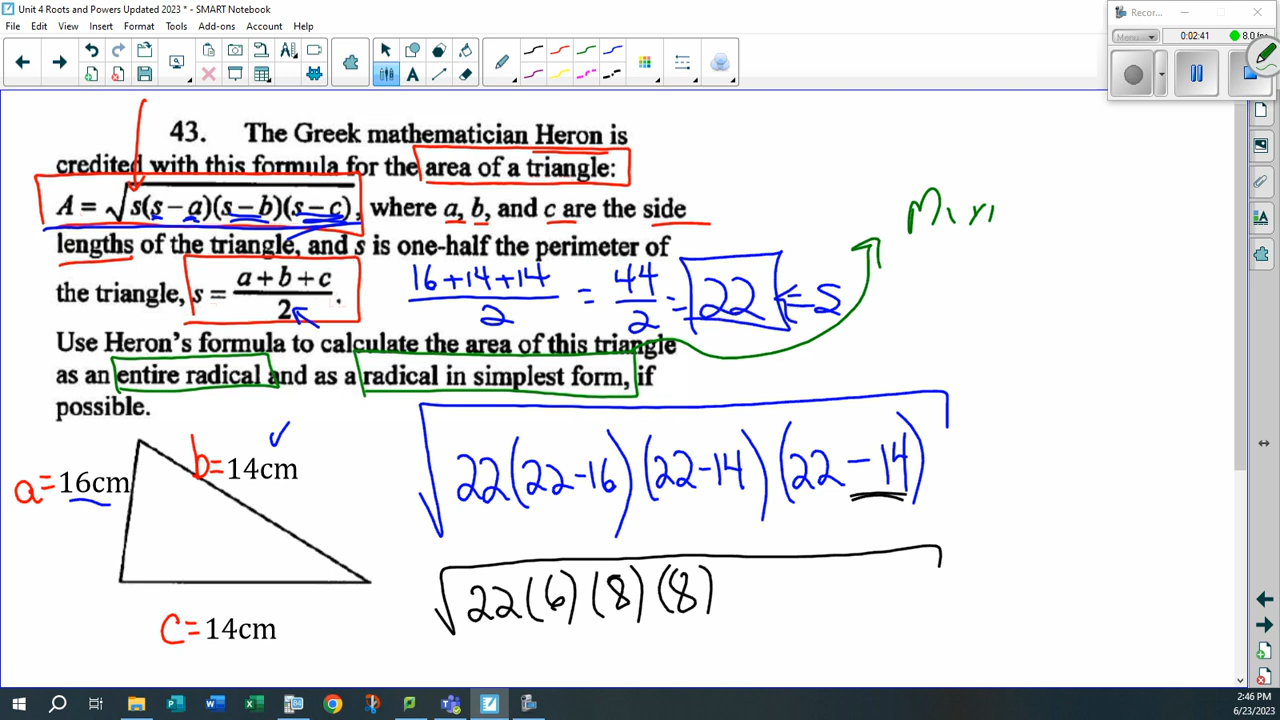 Unit 4 Roots and Powers Updated 2023 * - SMART Notebook
File Edit View Insert Format Tools Add-ons Account Help
Recor...
Menu
02:41
8.0 fps
43. The Greek mathematician Heron is
credited with this formula for the area of a triangle:
A = √s(s − a)(s − b)(s − c), where a, b, and c are the side
lengths of the triangle, and s is one-half the perimeter of
the triangle, s = a + b + c / 2.
16+14+14 / 2 = 44 / 2 = 22 ⇐ S
Mixi
Use Heron's formula to calculate the area of this triangle
as an entire radical and as a radical in simplest form, if
possible.
a= 16cm
b= 14cm
c= 14cm
√22(22-16)(22-14)(22-14)
√22(6)(8)(8)
2:46 PM
6/23/2023